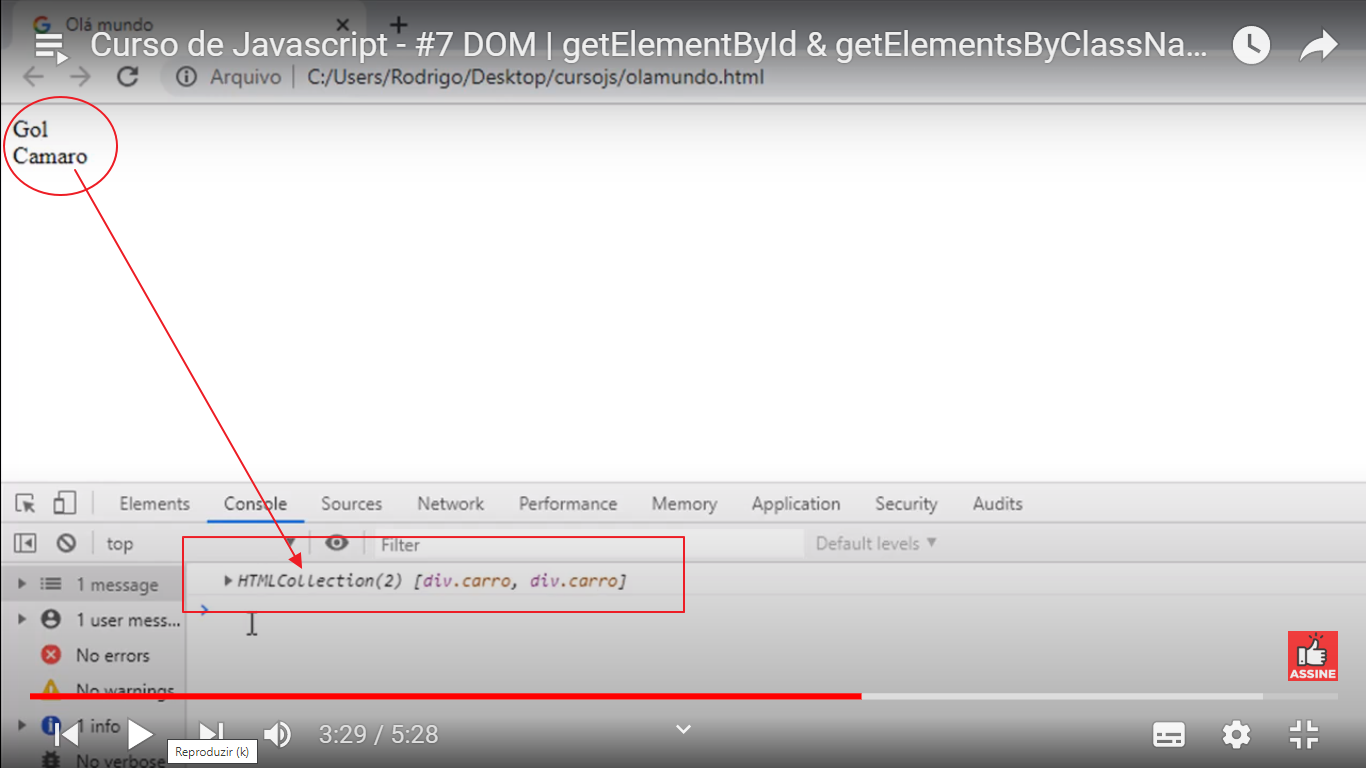 Olá mundo
Curso de Javascript - #7 DOM | getElementById & getElementsByClassNa...
Arquivo | C:/Users/Rodrigo/Desktop/cursojs/olamundo.html
Gol
Camaro
Elements Console Sources Network Performance Memory Application Security Audits
top Filter Default levels ▼
1 message
HTMLCollection(2) [div.carro, div.carro]
1 user mess...
No errors
No warnings
1 info
No verbose
ASSINE
3:29 / 5:28
Reproduzir (k)